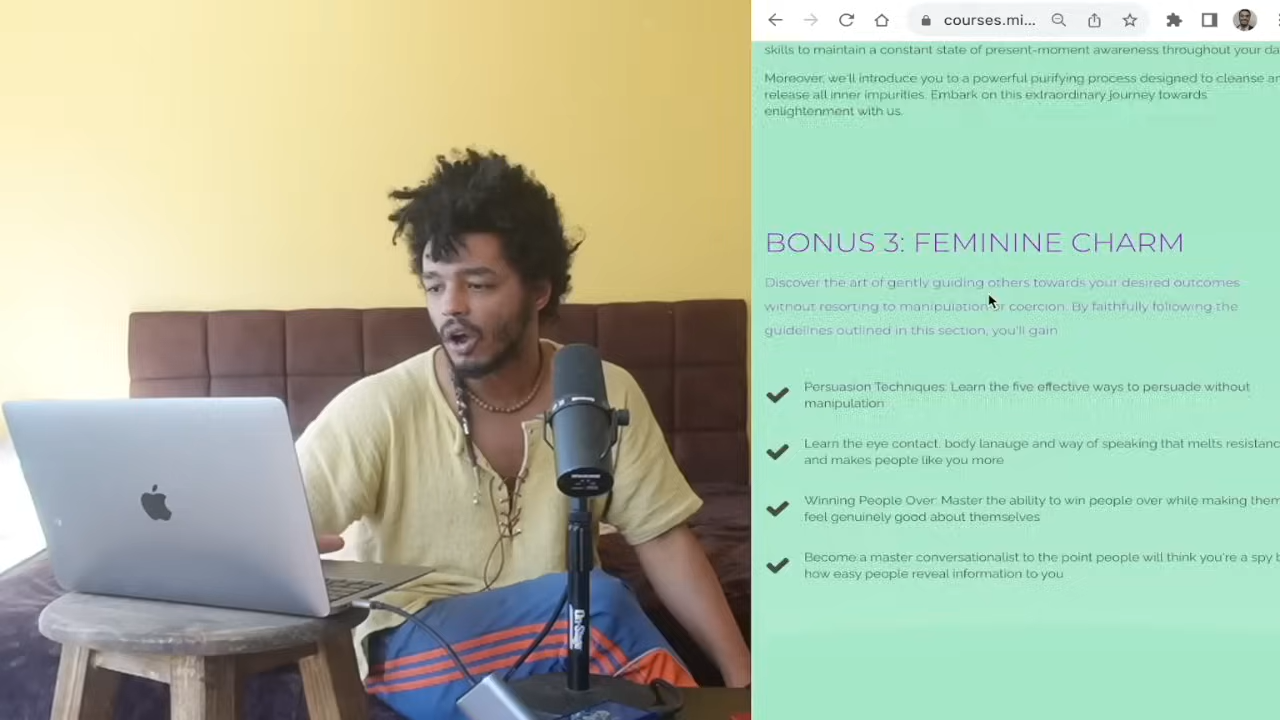 courses.mi...
skills to maintain a constant state of present-moment awareness throughout your da
Moreover, we'll introduce you to a powerful purifying process designed to cleanse an
release all inner impurities. Embark on this extraordinary journey towards
enlightenment with us.
BONUS 3: FEMININE CHARM
Discover the art of gently guiding others towards your desired outcomes
without resorting to manipulation or coercion. By faithfully following the
guidelines outlined in this section, you'll gain
Persuasion Techniques: Learn the five effective ways to persuade without
manipulation
Learn the eye contact, body lanauge and way of speaking that melts resistanc
and makes people like you more
Winning People Over: Master the ability to win people over while making them
feel genuinely good about themselves
Become a master conversationalist to the point people will think you're a spy b
how easy people reveal information to you
On-Stage